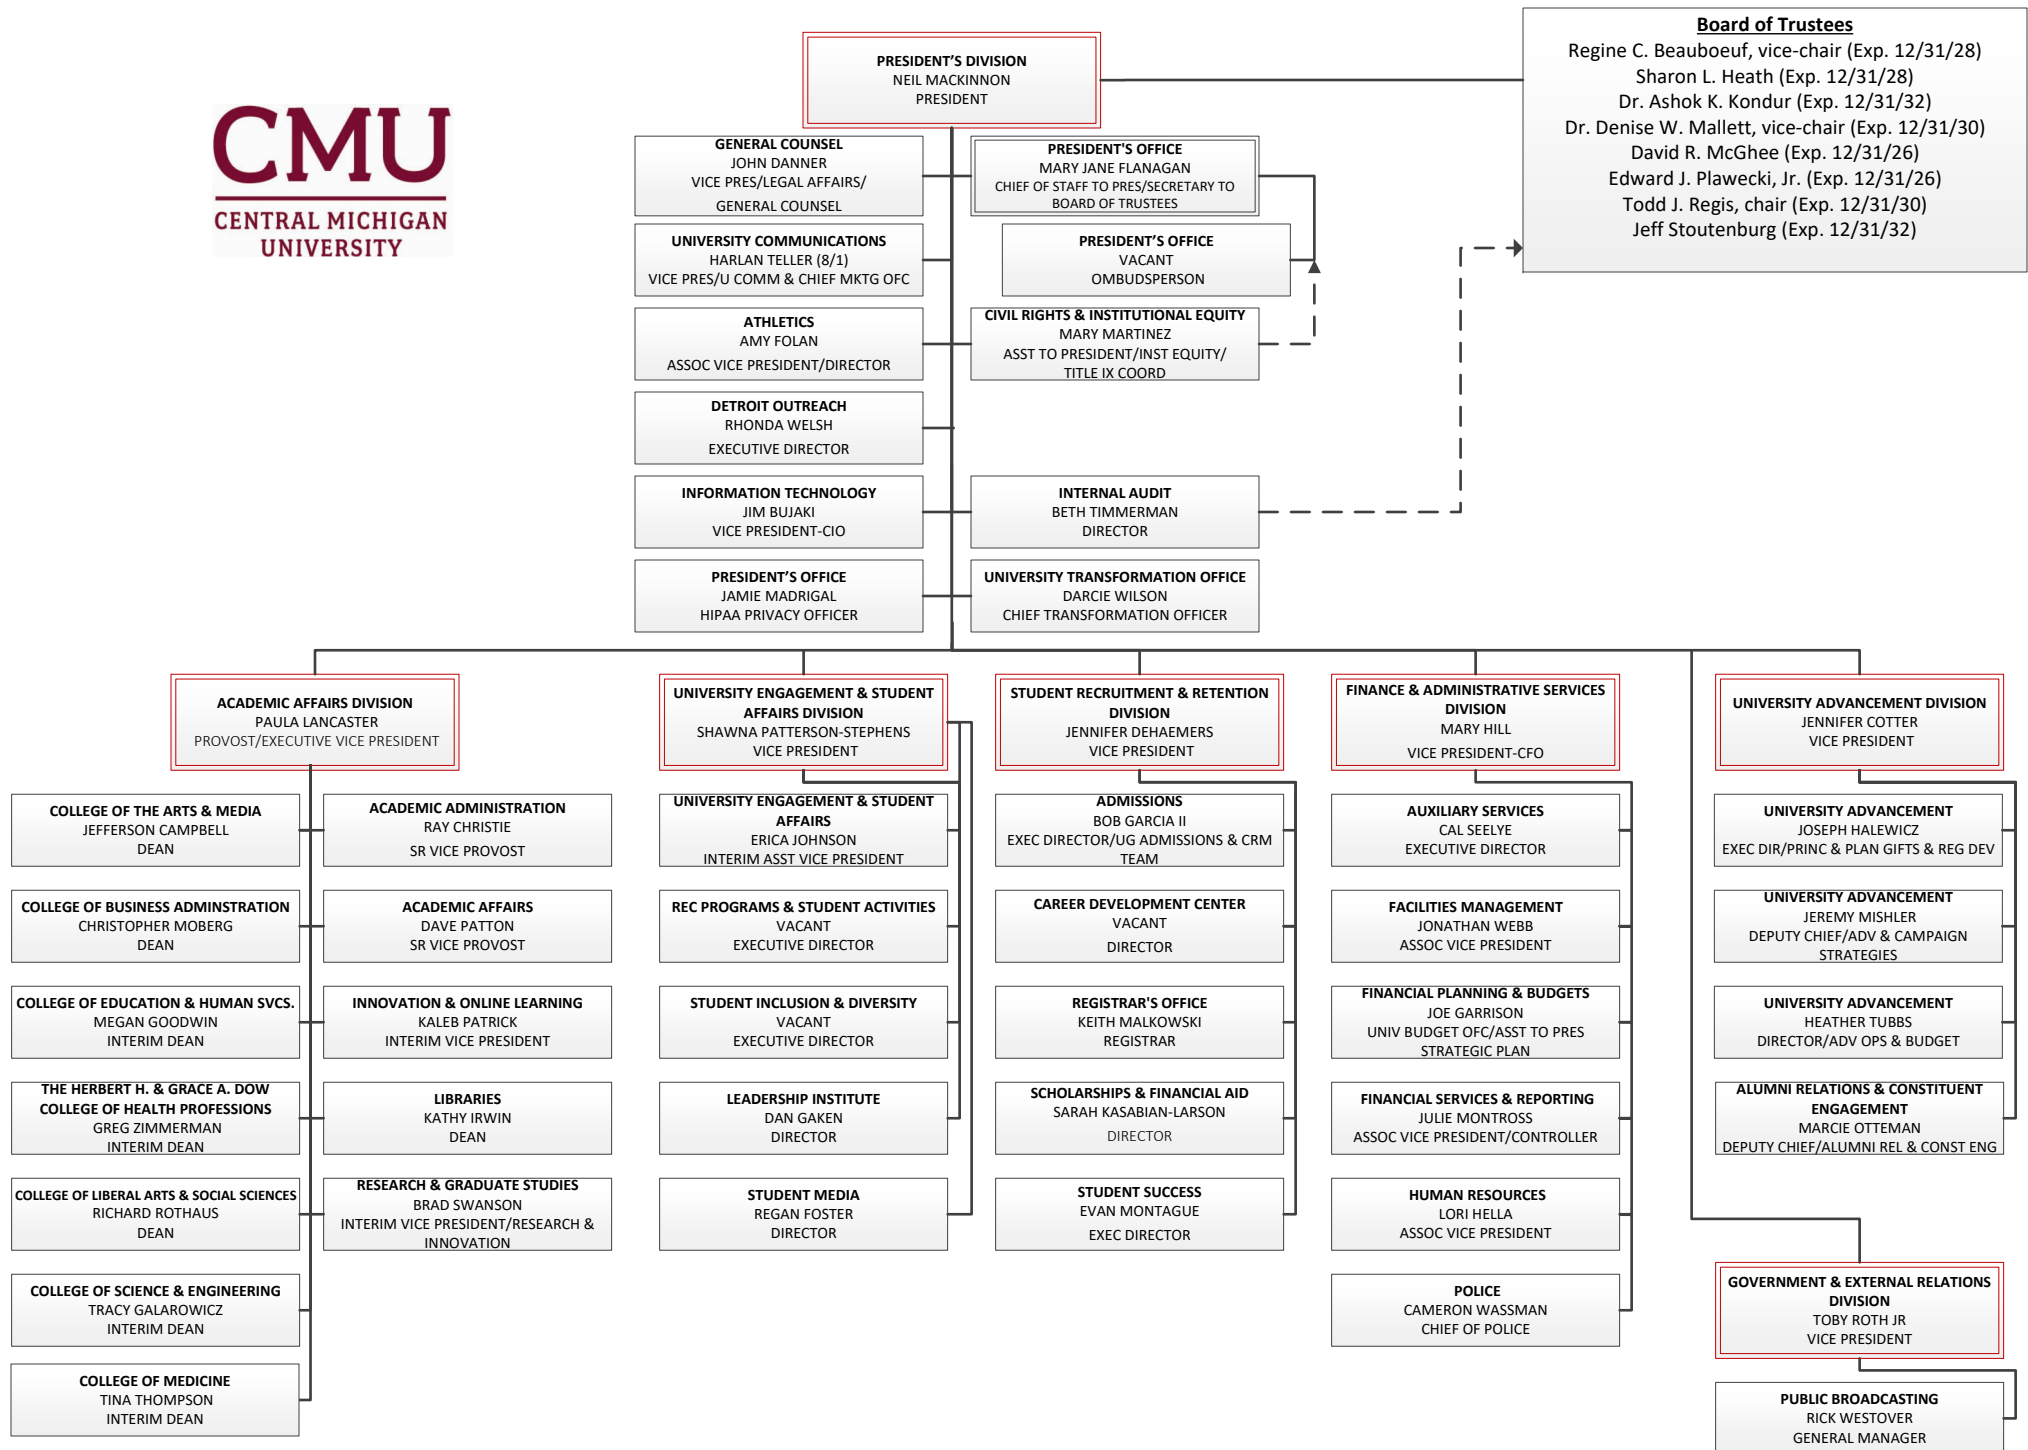 CMU
CENTRAL MICHIGAN
UNIVERSITY
PRESIDENT'S DIVISION
NEIL MACKINNON
PRESIDENT
Board of Trustees
Regine C. Beauboeuf, vice-chair (Exp. 12/31/28)
Sharon L. Heath (Exp. 12/31/28)
Dr. Ashok K. Kondur (Exp. 12/31/32)
Dr. Denise W. Mallett, vice-chair (Exp. 12/31/30)
David R. McGhee (Exp. 12/31/26)
Edward J. Plawecki, Jr. (Exp. 12/31/26)
Todd J. Regis, chair (Exp. 12/31/30)
Jeff Stoutenburg (Exp. 12/31/32)
GENERAL COUNSEL
JOHN DANNER
VICE PRES/LEGAL AFFAIRS/
GENERAL COUNSEL
PRESIDENT'S OFFICE
MARY JANE FLANAGAN
CHIEF OF STAFF TO PRES/SECRETARY TO
BOARD OF TRUSTEES
UNIVERSITY COMMUNICATIONS
HARLAN TELLER (8/1)
VICE PRES/U COMM & CHIEF MKTG OFC
PRESIDENT'S OFFICE
VACANT
OMBUDSPERSON
ATHLETICS
AMY FOLAN
ASSOC VICE PRESIDENT/DIRECTOR
CIVIL RIGHTS & INSTITUTIONAL EQUITY
MARY MARTINEZ
ASST TO PRESIDENT/INST EQUITY/
TITLE IX COORD
DETROIT OUTREACH
RHONDA WELSH
EXECUTIVE DIRECTOR
INFORMATION TECHNOLOGY
JIM BUJAKI
VICE PRESIDENT-CIO
INTERNAL AUDIT
BETH TIMMERMAN
DIRECTOR
PRESIDENT'S OFFICE
JAMIE MADRIGAL
HIPAA PRIVACY OFFICER
UNIVERSITY TRANSFORMATION OFFICE
DARCIE WILSON
CHIEF TRANSFORMATION OFFICER
ACADEMIC AFFAIRS DIVISION
PAULA LANCASTER
PROVOST/EXECUTIVE VICE PRESIDENT
COLLEGE OF THE ARTS & MEDIA
JEFFERSON CAMPBELL
DEAN
ACADEMIC ADMINISTRATION
RAY CHRISTIE
SR VICE PROVOST
COLLEGE OF BUSINESS ADMINSTRATION
CHRISTOPHER MOBERG
DEAN
ACADEMIC AFFAIRS
DAVE PATTON
SR VICE PROVOST
COLLEGE OF EDUCATION & HUMAN SVCS.
MEGAN GOODWIN
INTERIM DEAN
INNOVATION & ONLINE LEARNING
KALEB PATRICK
INTERIM VICE PRESIDENT
THE HERBERT H. & GRACE A. DOW
COLLEGE OF HEALTH PROFESSIONS
GREG ZIMMERMAN
INTERIM DEAN
LIBRARIES
KATHY IRWIN
DEAN
COLLEGE OF LIBERAL ARTS & SOCIAL SCIENCES
RICHARD ROTHAUS
DEAN
RESEARCH & GRADUATE STUDIES
BRAD SWANSON
INTERIM VICE PRESIDENT/RESEARCH &
INNOVATION
COLLEGE OF SCIENCE & ENGINEERING
TRACY GALAROWICZ
INTERIM DEAN
COLLEGE OF MEDICINE
TINA THOMPSON
INTERIM DEAN
UNIVERSITY ENGAGEMENT & STUDENT
AFFAIRS DIVISION
SHAWNA PATTERSON-STEPHENS
VICE PRESIDENT
UNIVERSITY ENGAGEMENT & STUDENT
AFFAIRS
ERICA JOHNSON
INTERIM ASST VICE PRESIDENT
REC PROGRAMS & STUDENT ACTIVITIES
VACANT
EXECUTIVE DIRECTOR
STUDENT INCLUSION & DIVERSITY
VACANT
EXECUTIVE DIRECTOR
LEADERSHIP INSTITUTE
DAN GAKEN
DIRECTOR
STUDENT MEDIA
REGAN FOSTER
DIRECTOR
STUDENT RECRUITMENT & RETENTION
DIVISION
JENNIFER DEHAEMERS
VICE PRESIDENT
ADMISSIONS
BOB GARCIA II
EXEC DIRECTOR/UG ADMISSIONS & CRM
TEAM
CAREER DEVELOPMENT CENTER
VACANT
DIRECTOR
REGISTRAR'S OFFICE
KEITH MALKOWSKI
REGISTRAR
SCHOLARSHIPS & FINANCIAL AID
SARAH KASABIAN-LARSON
DIRECTOR
STUDENT SUCCESS
EVAN MONTAGUE
EXEC DIRECTOR
FINANCE & ADMINISTRATIVE SERVICES
DIVISION
MARY HILL
VICE PRESIDENT-CFO
AUXILIARY SERVICES
CAL SEELYE
EXECUTIVE DIRECTOR
FACILITIES MANAGEMENT
JONATHAN WEBB
ASSOC VICE PRESIDENT
FINANCIAL PLANNING & BUDGETS
JOE GARRISON
UNIV BUDGET OFC/ASST TO PRES
STRATEGIC PLAN
FINANCIAL SERVICES & REPORTING
JULIE MONTROSS
ASSOC VICE PRESIDENT/CONTROLLER
HUMAN RESOURCES
LORI HELLA
ASSOC VICE PRESIDENT
POLICE
CAMERON WASSMAN
CHIEF OF POLICE
UNIVERSITY ADVANCEMENT DIVISION
JENNIFER COTTER
VICE PRESIDENT
UNIVERSITY ADVANCEMENT
JOSEPH HALEWICZ
EXEC DIR/PRINC & PLAN GIFTS & REG DEV
UNIVERSITY ADVANCEMENT
JEREMY MISHLER
DEPUTY CHIEF/ADV & CAMPAIGN
STRATEGIES
UNIVERSITY ADVANCEMENT
HEATHER TUBBS
DIRECTOR/ADV OPS & BUDGET
ALUMNI RELATIONS & CONSTITUENT
ENGAGEMENT
MARCIE OTTEMAN
DEPUTY CHIEF/ALUMNI REL & CONST ENG
GOVERNMENT & EXTERNAL RELATIONS
DIVISION
TOBY ROTH JR
VICE PRESIDENT
PUBLIC BROADCASTING
RICK WESTOVER
GENERAL MANAGER